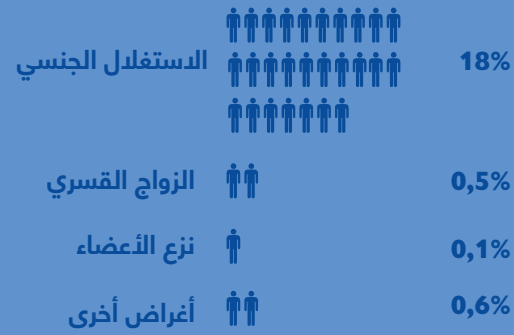 الاستغلال الجنسي 18%
الزواج القسري 0,5%
نزع الأعضاء 0,1%
أغراض أخرى 0,6%